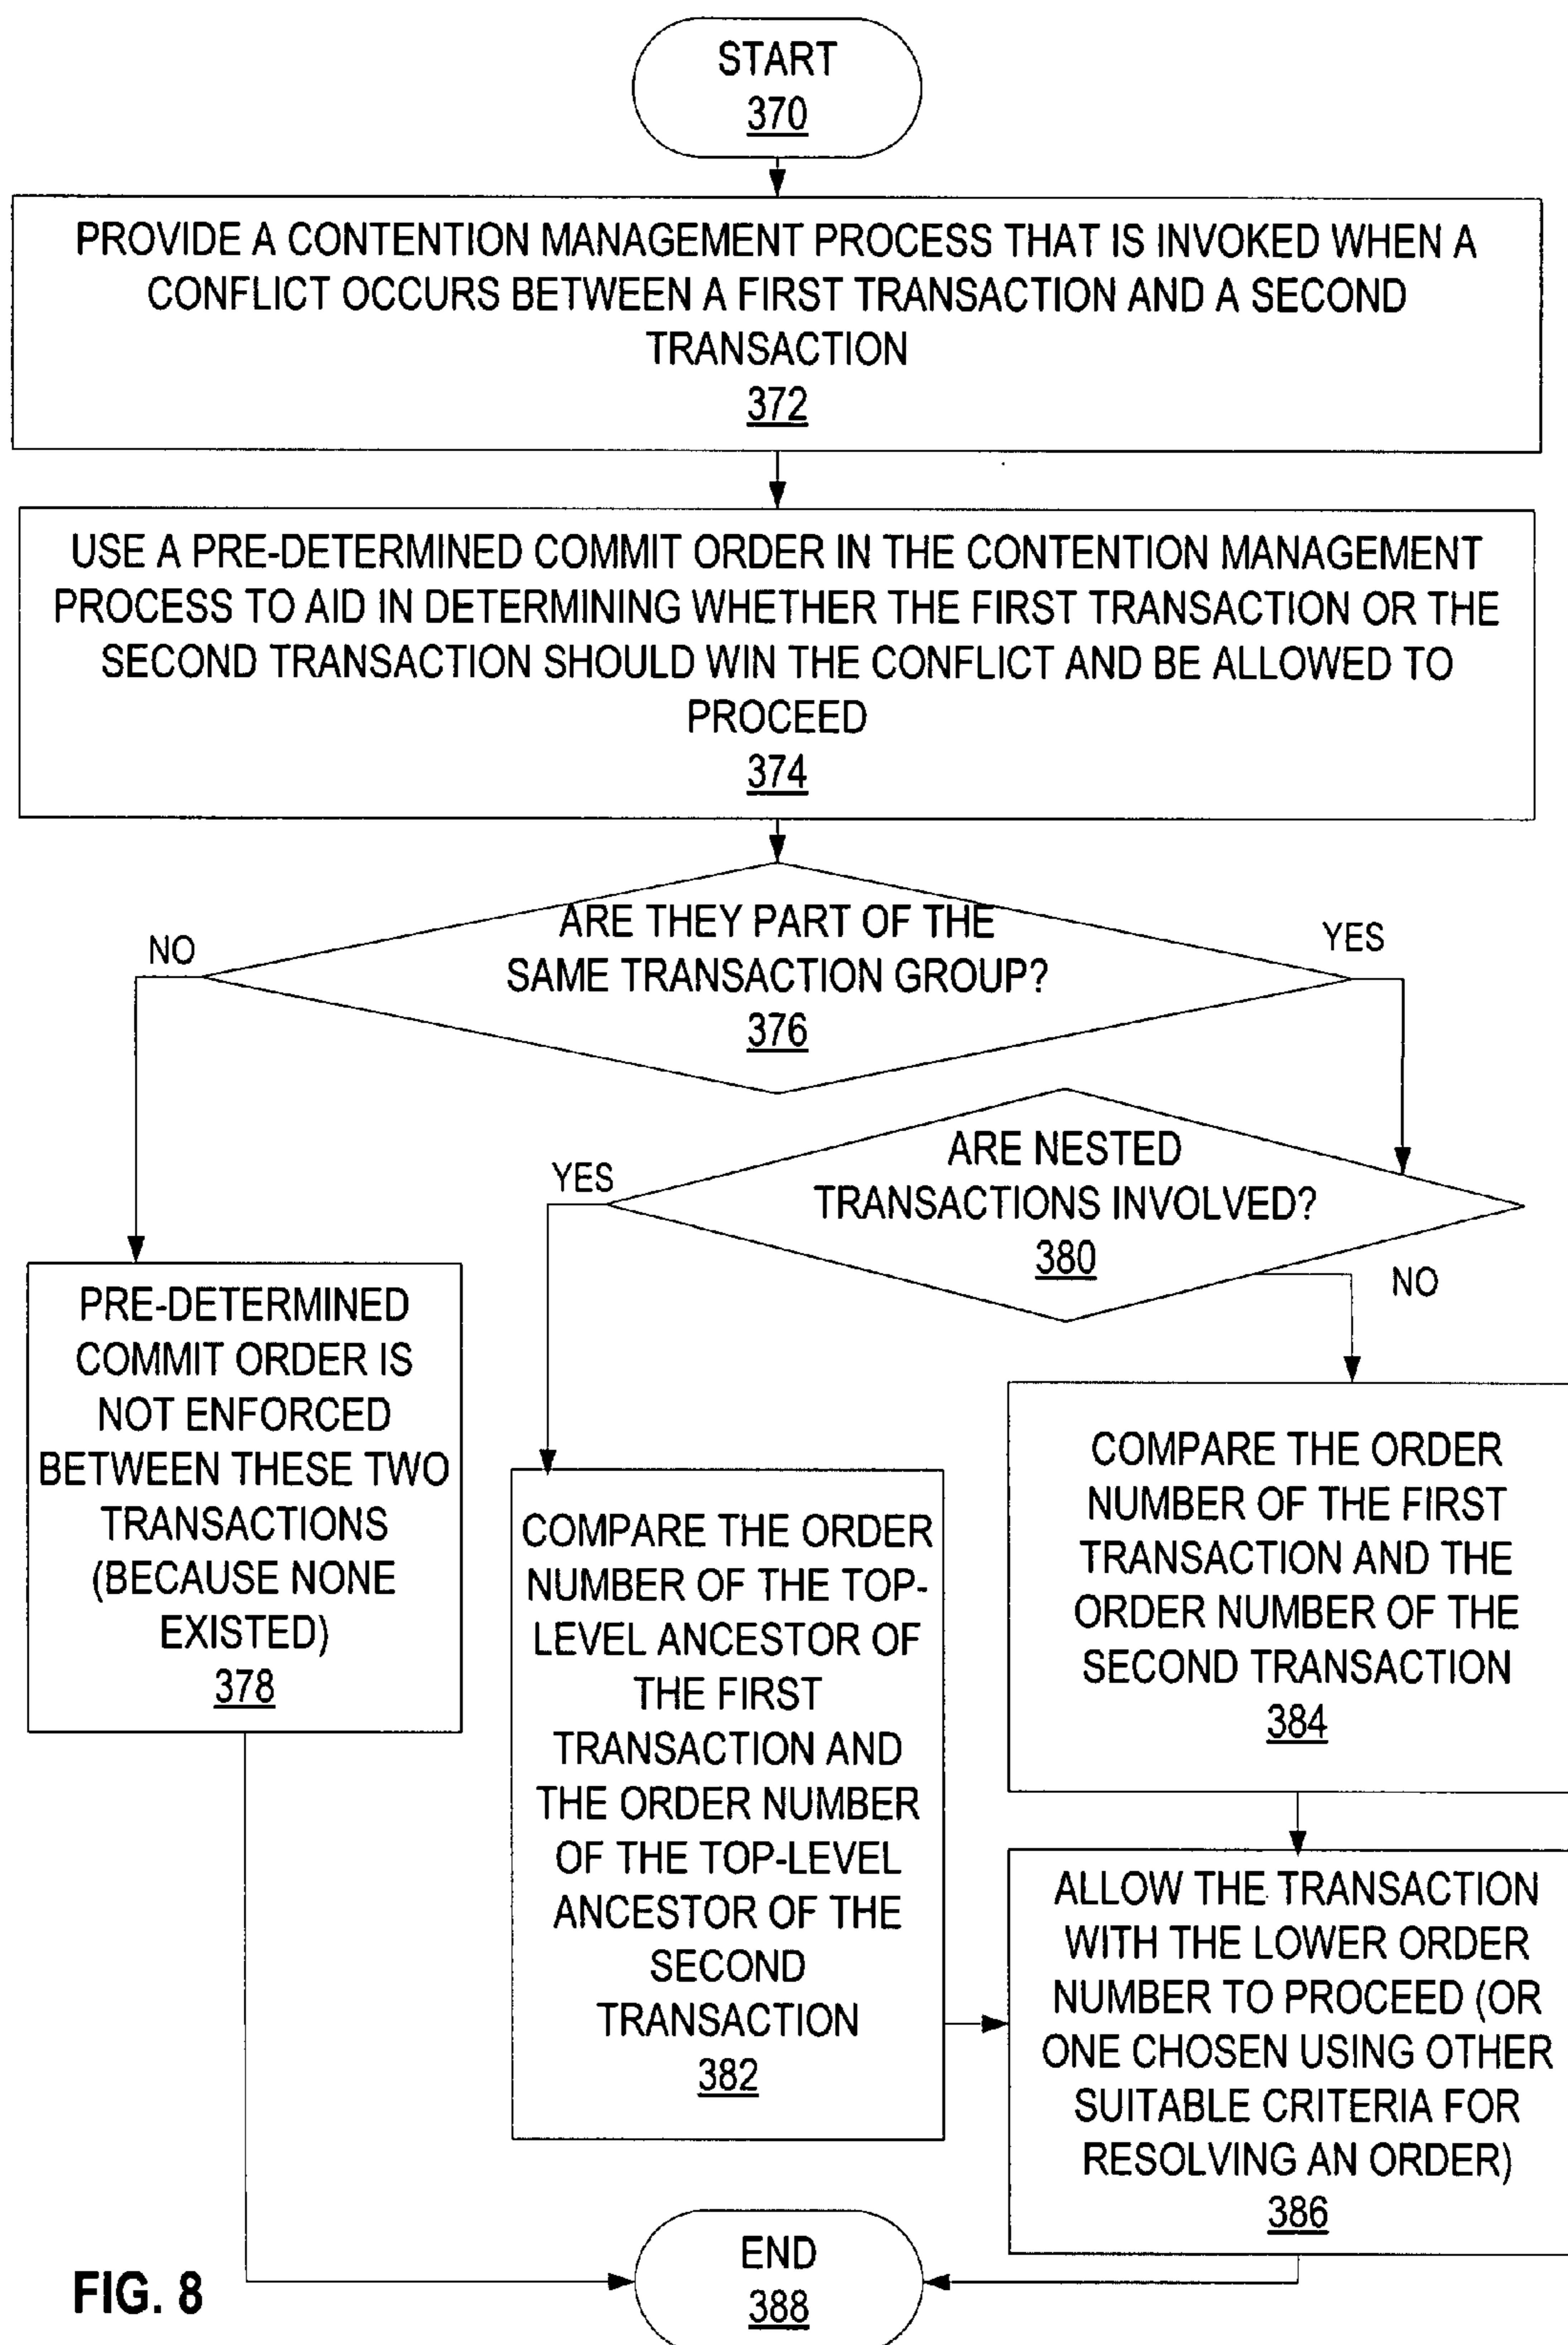 START
370
PROVIDE A CONTENTION MANAGEMENT PROCESS THAT IS INVOKED WHEN A
CONFLICT OCCURS BETWEEN A FIRST TRANSACTION AND A SECOND
TRANSACTION
372
USE A PRE-DETERMINED COMMIT ORDER IN THE CONTENTION MANAGEMENT
PROCESS TO AID IN DETERMINING WHETHER THE FIRST TRANSACTION OR THE
SECOND TRANSACTION SHOULD WIN THE CONFLICT AND BE ALLOWED TO
PROCEED
374
ARE THEY PART OF THE
SAME TRANSACTION GROUP?
376
NO
YES
ARE NESTED
TRANSACTIONS INVOLVED?
380
YES
NO
PRE-DETERMINED
COMMIT ORDER IS
NOT ENFORCED
BETWEEN THESE TWO
TRANSACTIONS
(BECAUSE NONE
EXISTED)
378
COMPARE THE ORDER
NUMBER OF THE TOP-
LEVEL ANCESTOR OF
THE FIRST
TRANSACTION AND
THE ORDER NUMBER
OF THE TOP-LEVEL
ANCESTOR OF THE
SECOND
TRANSACTION
382
COMPARE THE ORDER
NUMBER OF THE FIRST
TRANSACTION AND THE
ORDER NUMBER OF THE
SECOND TRANSACTION
384
ALLOW THE TRANSACTION
WITH THE LOWER ORDER
NUMBER TO PROCEED (OR
ONE CHOSEN USING OTHER
SUITABLE CRITERIA FOR
RESOLVING AN ORDER)
386
END
388
FIG. 8